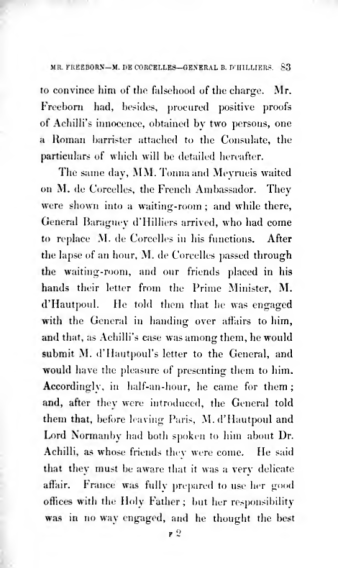 MR. FREEBORN—M. DE CORCELLES—GENERAL B. D'HILLIERS. 83
to convince him of the falsehood of the charge. Mr.
Freeborn had, besides, procured positive proofs
of Achilli's innocence, obtained by two persons, one
a Roman barrister attached to the Consulate, the
particulars of which will be detailed hereafter.
The same day, MM. Tonna and Meyrueis waited
on M. de Corcelles, the French Ambassador. They
were shown into a waiting-room; and while there,
General Baraguey d'Hilliers arrived, who had come
to replace M. de Corcelles in his functions. After
the lapse of an hour, M. de Corcelles passed through
the waiting-room, and our friends placed in his
hands their letter from the Prime Minister, M.
d'Hautpoul. He told them that he was engaged
with the General in handing over affairs to him,
and that, as Achilli's case was among them, he would
submit M. d'Hautpoul's letter to the General, and
would have the pleasure of presenting them to him.
Accordingly, in half-an-hour, he came for them;
and, after they were introduced, the General told
them that, before leaving Paris, M. d'Hautpoul and
Lord Normanby had both spoken to him about Dr.
Achilli, as whose friends they were come. He said
that they must be aware that it was a very delicate
affair. France was fully prepared to use her good
offices with the Holy Father; but her responsibility
was in no way engaged, and he thought the best
F 2